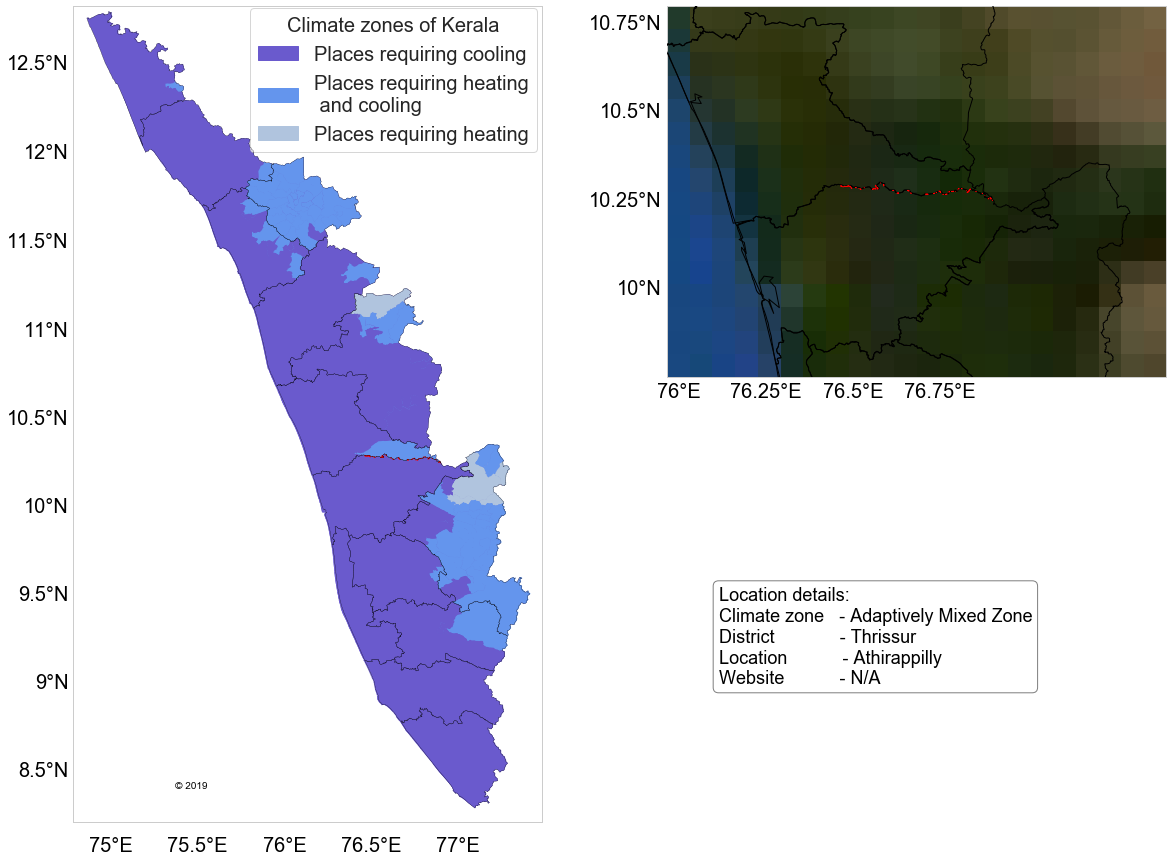 Climate zones of Kerala
Places requiring cooling
Places requiring heating
and cooling
Places requiring heating
12.5°N
12°N
11.5°N
11°N
10.5°N
10°N
9.5°N
9°N
8.5°N
75°E 75.5°E 76°E 76.5°E 77°E
© 2019
10.75°N
10.5°N
10.25°N
10°N
76°E 76.25°E 76.5°E 76.75°E
Location details:
Climate zone - Adaptively Mixed Zone
District - Thrissur
Location - Athirappilly
Website - N/A